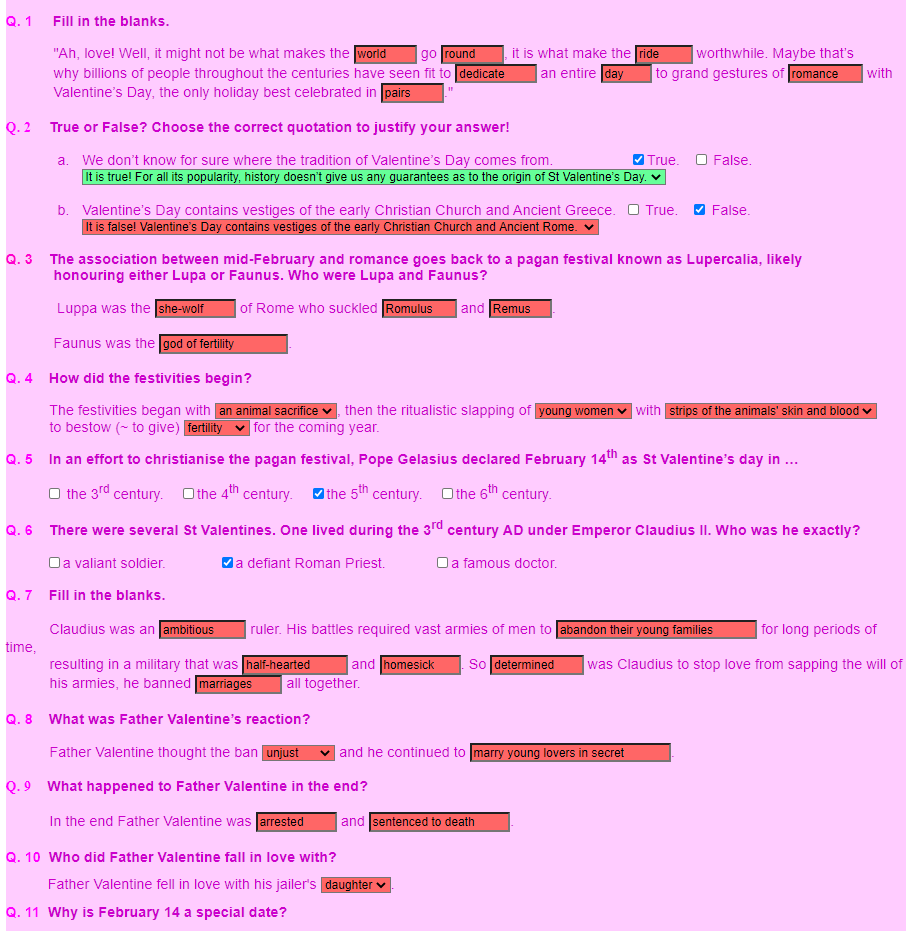 Q. 1 Fill in the blanks.
"Ah, love! Well, it might not be what makes the world go round, it is what make the ride worthwhile. Maybe that's
why billions of people throughout the centuries have seen fit to dedicate an entire day to grand gestures of romance with
Valentine's Day, the only holiday best celebrated in pairs."
Q. 2 True or False? Choose the correct quotation to justify your answer!
a. We don't know for sure where the tradition of Valentine's Day comes from. True. False.
It is true! For all its popularity, history doesn't give us any guarantees as to the origin of St Valentine's Day.
b. Valentine's Day contains vestiges of the early Christian Church and Ancient Greece. True. False.
It is false! Valentine's Day contains vestiges of the early Christian Church and Ancient Rome.
Q. 3 The association between mid-February and romance goes back to a pagan festival known as Lupercalia, likely
honouring either Lupa or Faunus. Who were Lupa and Faunus?
Luppa was the she-wolf of Rome who suckled Romulus and Remus.
Faunus was the god of fertility.
Q. 4 How did the festivities begin?
The festivities began with an animal sacrifice, then the ritualistic slapping of young women with strips of the animals' skin and blood
to bestow (~ to give) fertility for the coming year.
Q. 5 In an effort to christianise the pagan festival, Pope Gelasius declared February 14th as St Valentine's day in …
the 3rd century. the 4th century. the 5th century. the 6th century.
Q. 6 There were several St Valentines. One lived during the 3rd century AD under Emperor Claudius II. Who was he exactly?
a valiant soldier. a defiant Roman Priest. a famous doctor.
Q. 7 Fill in the blanks.
Claudius was an ambitious ruler. His battles required vast armies of men to abandon their young families for long periods of
time,
resulting in a military that was half-hearted and homesick. So determined was Claudius to stop love from sapping the will of
his armies, he banned marriages all together.
Q. 8 What was Father Valentine's reaction?
Father Valentine thought the ban unjust and he continued to marry young lovers in secret.
Q. 9 What happened to Father Valentine in the end?
In the end Father Valentine was arrested and sentenced to death.
Q. 10 Who did Father Valentine fall in love with?
Father Valentine fell in love with his jailer's daughter.
Q. 11 Why is February 14 a special date?